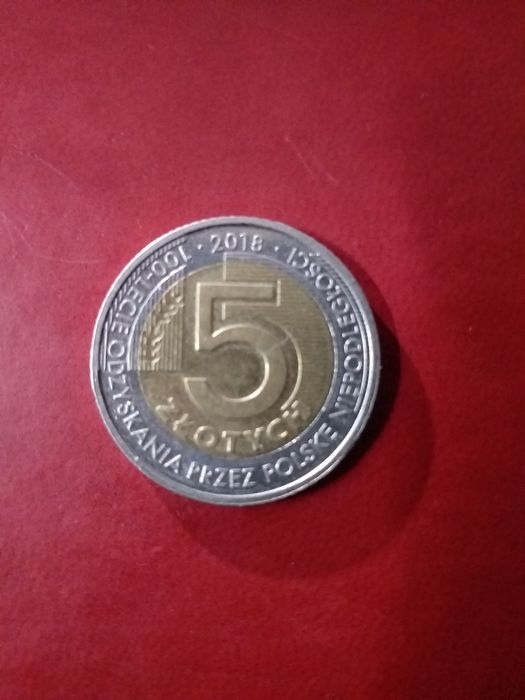 · 2018 ·
100-LECIE ODZYSKANIA PRZEZ POLSKĘ NIEPODLEGŁOŚCI
5
ZŁOTYCH